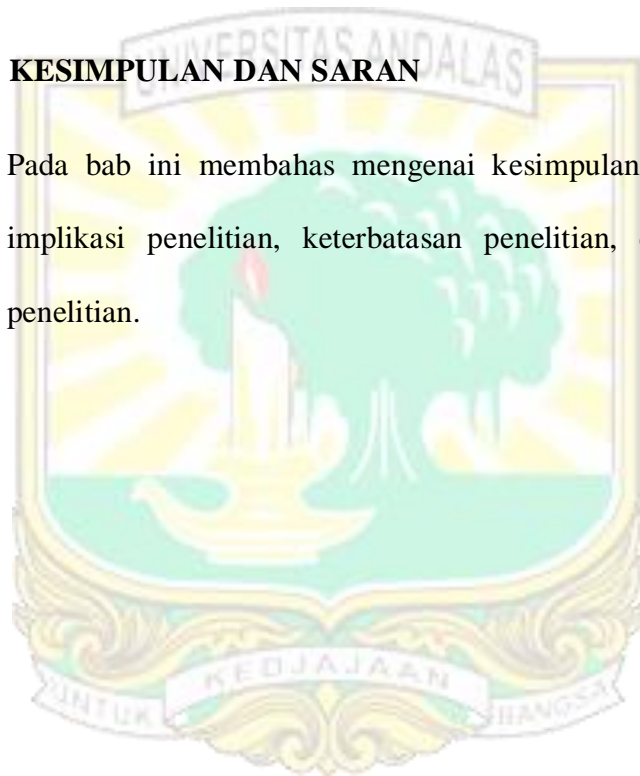 UNIVERSITAS ANDALAS
KESIMPULAN DAN SARAN
Pada bab ini membahas mengenai kesimpulan
implikasi penelitian, keterbatasan penelitian,
penelitian.
KEDJAJAAN
UNTUK BANGSA